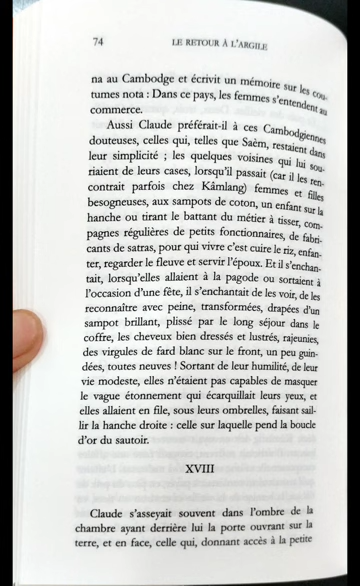 74 LE RETOUR À L'ARGILE
na au Cambodge et écrivit un mémoire sur les cou-
tumes nota : Dans ce pays, les femmes s'entendent au
commerce.
Aussi Claude préférait-il à ces Cambodgiennes
douteuses, celles qui, telles que Saèm, restaient dans
leur simplicité ; les quelques voisines qui lui sou-
riaient de leurs cases, lorsqu'il passait (car il les ren-
contrait parfois chez Kâmlang) femmes et filles
besogneuses, aux sampots de coton, un enfant sur la
hanche ou tirant le battant du métier à tisser, com-
pagnes régulières de petits fonctionnaires, de fabri-
cants de satras, pour qui vivre c'est cuire le riz, enfan-
ter, regarder le fleuve et servir l'époux. Et il s'enchan-
tait, lorsqu'elles allaient à la pagode ou sortaient à
l'occasion d'une fête, il s'enchantait de les voir, de les
reconnaître avec peine, transformées, drapées d'un
sampot brillant, plissé par le long séjour dans le
coffre, les cheveux bien dressés et lustrés, rajeunies,
des virgules de fard blanc sur le front, un peu guin-
dées, toutes neuves ! Sortant de leur humilité, de leur
vie modeste, elles n'étaient pas capables de masquer
le vague étonnement qui écarquillait leurs yeux, et
elles allaient en file, sous leurs ombrelles, faisant sail-
lir la hanche droite : celle sur laquelle pend la boucle
d'or du sautoir.
XVIII
Claude s'asseyait souvent dans l'ombre de la
chambre ayant derrière lui la porte ouvrant sur la
terre, et en face, celle qui, donnant accès à la petite